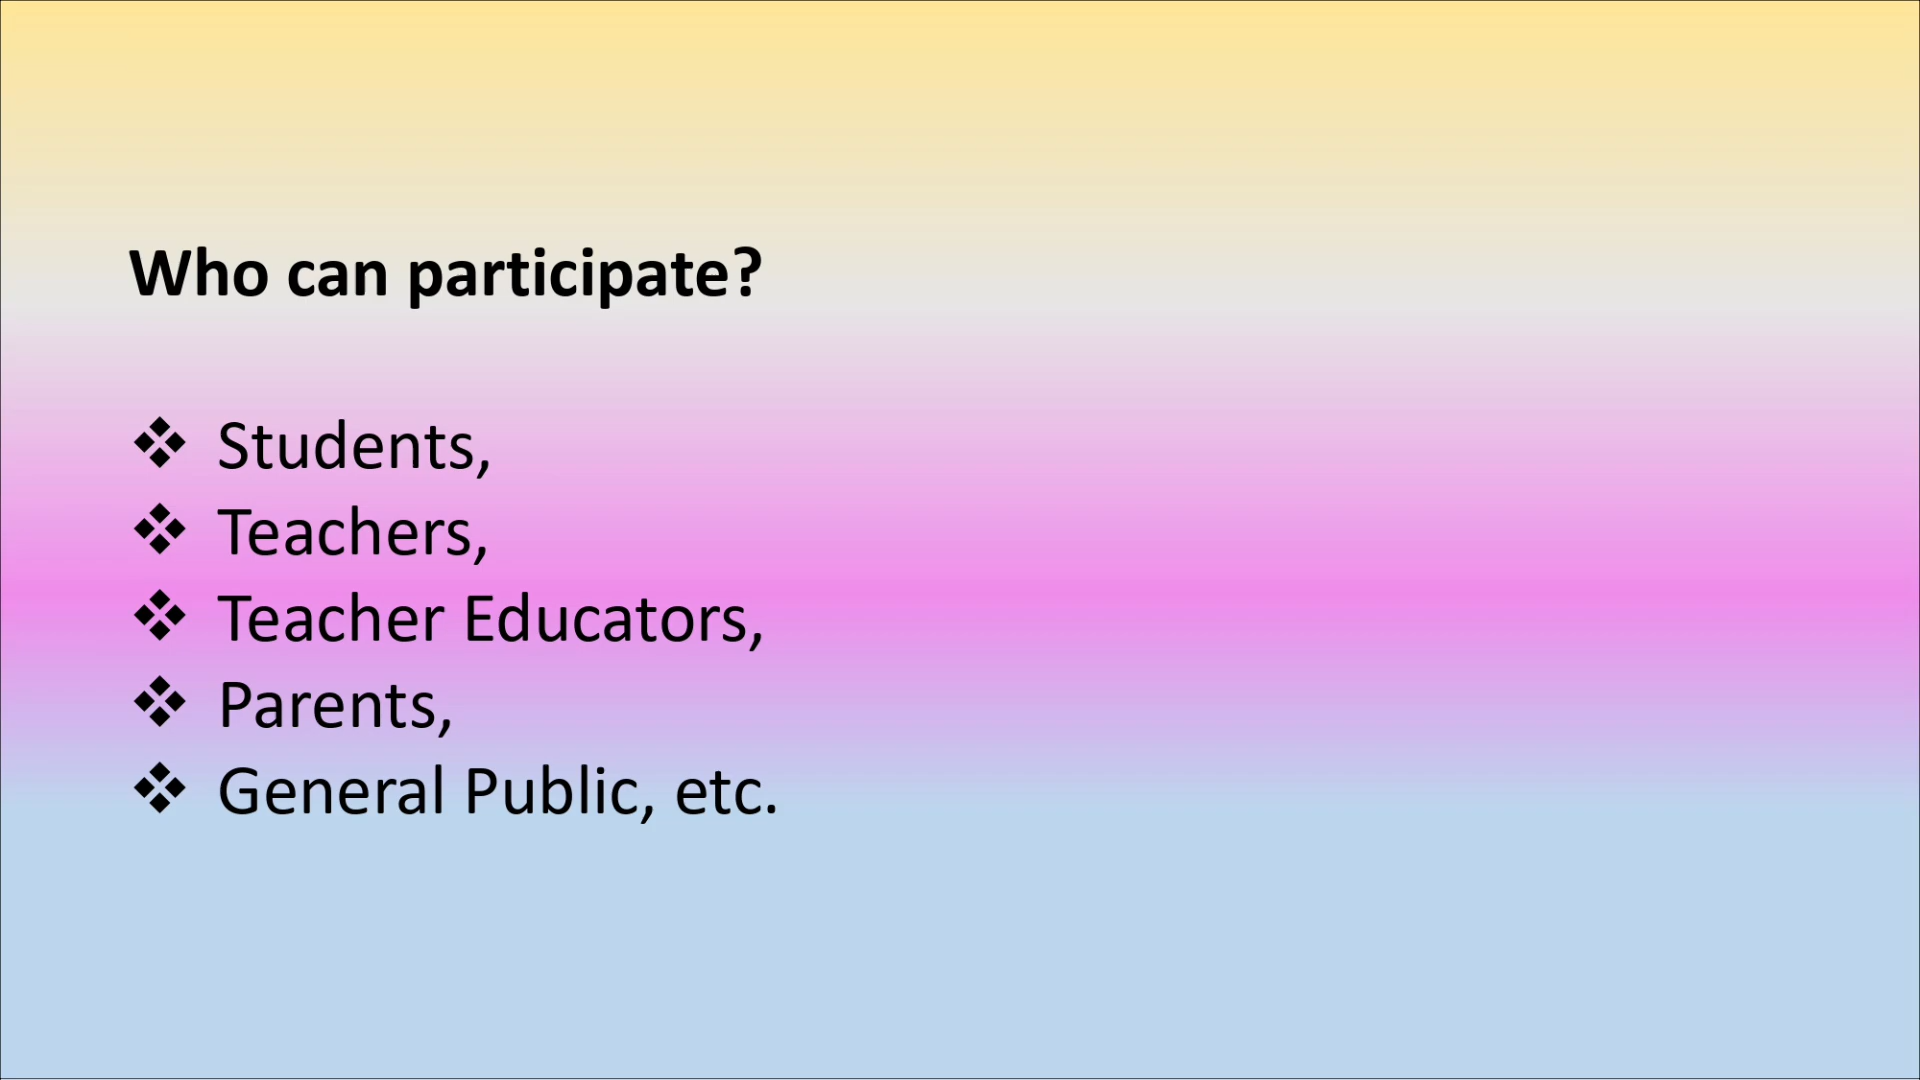 Who can participate?
❖ Students,
❖ Teachers,
❖ Teacher Educators,
❖ Parents,
❖ General Public, etc.